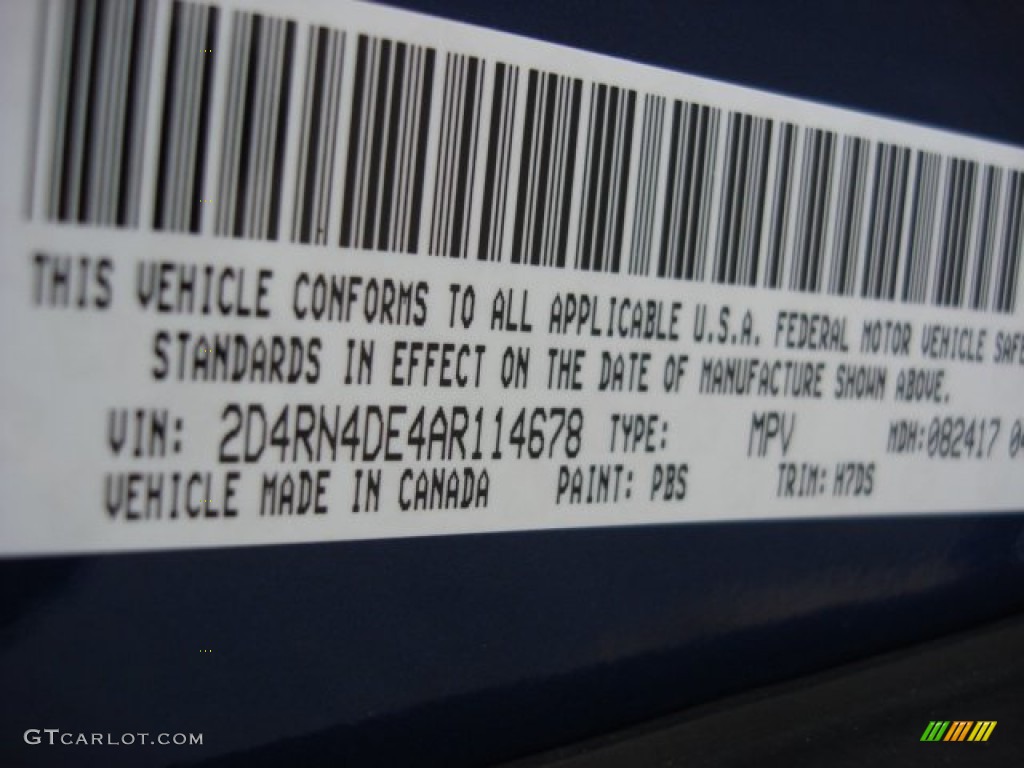 THIS VEHICLE CONFORMS TO ALL APPLICABLE U.S.A. FEDERAL MOTOR VEHICLE SAFE
STANDARDS IN EFFECT ON THE DATE OF MANUFACTURE SHOWN ABOVE.
VIN: 2D4RN4DE4AR114678 TYPE: MPV MDH:082417 04
VEHICLE MADE IN CANADA PAINT: PBS TRIM: H7DS
GTCARLOT.COM